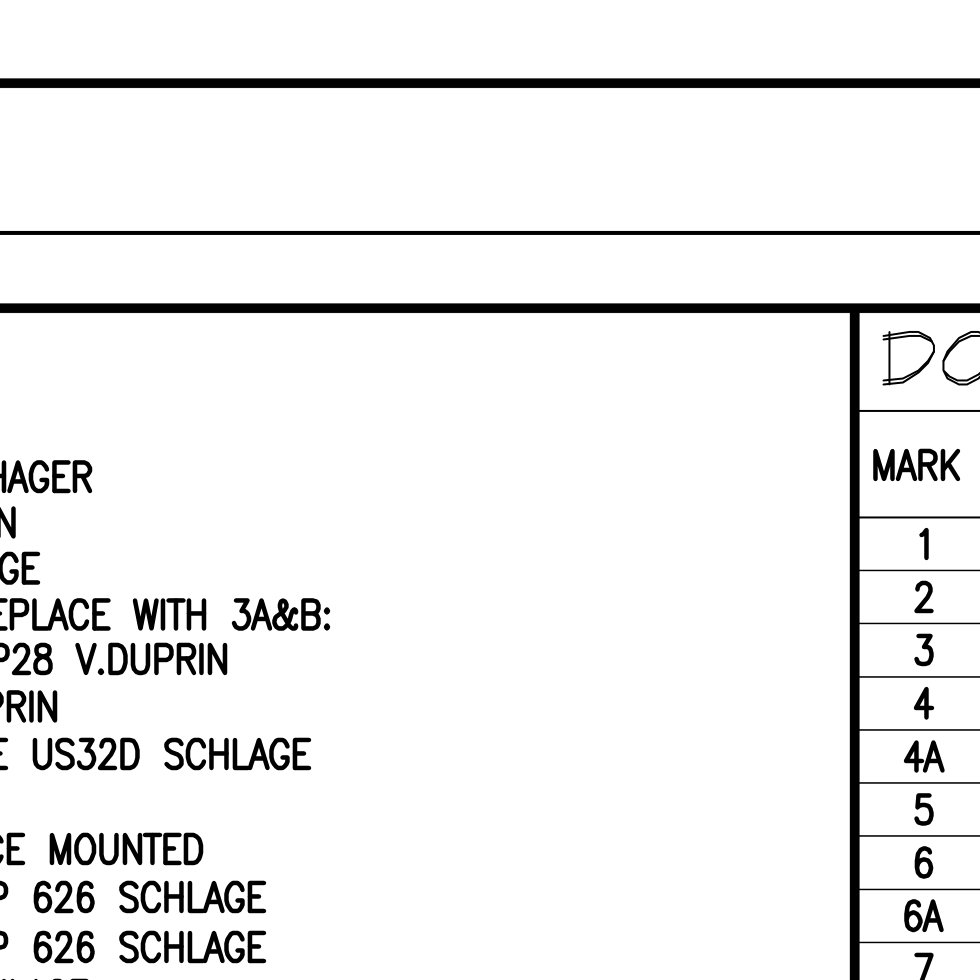 HAGER
N
GE
EPLACE WITH 3A&B:
P28 V.DUPRIN
PRIN
E US32D SCHLAGE
CE MOUNTED
P 626 SCHLAGE
P 626 SCHLAGE
DO
MARK
1
2
3
4
4A
5
6
6A
7